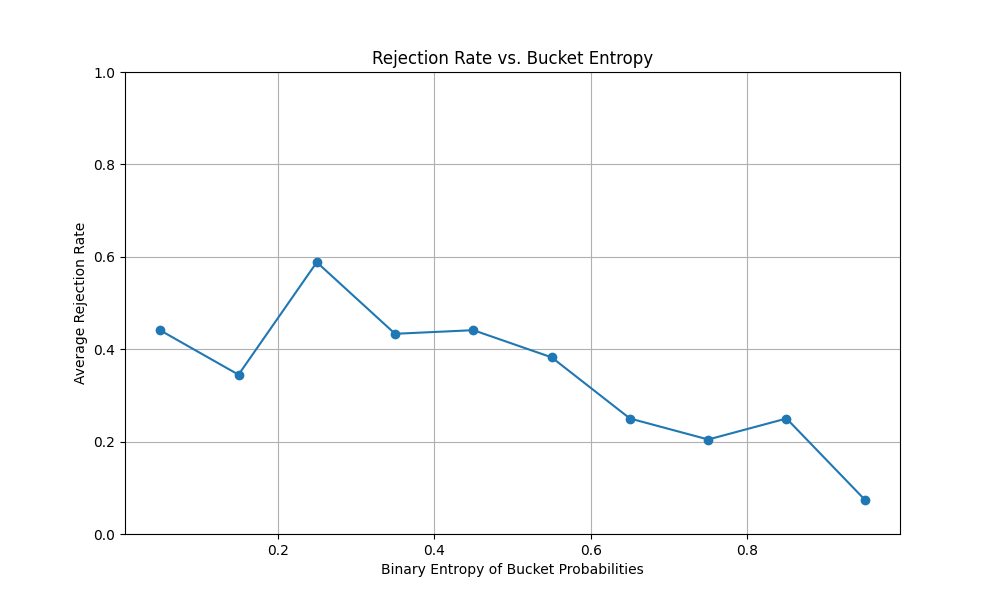 Rejection Rate vs. Bucket Entropy
1.0
0.8
0.6
0.4
0.2
0.0
Average Rejection Rate
0.2 0.4 0.6 0.8
Binary Entropy of Bucket Probabilities